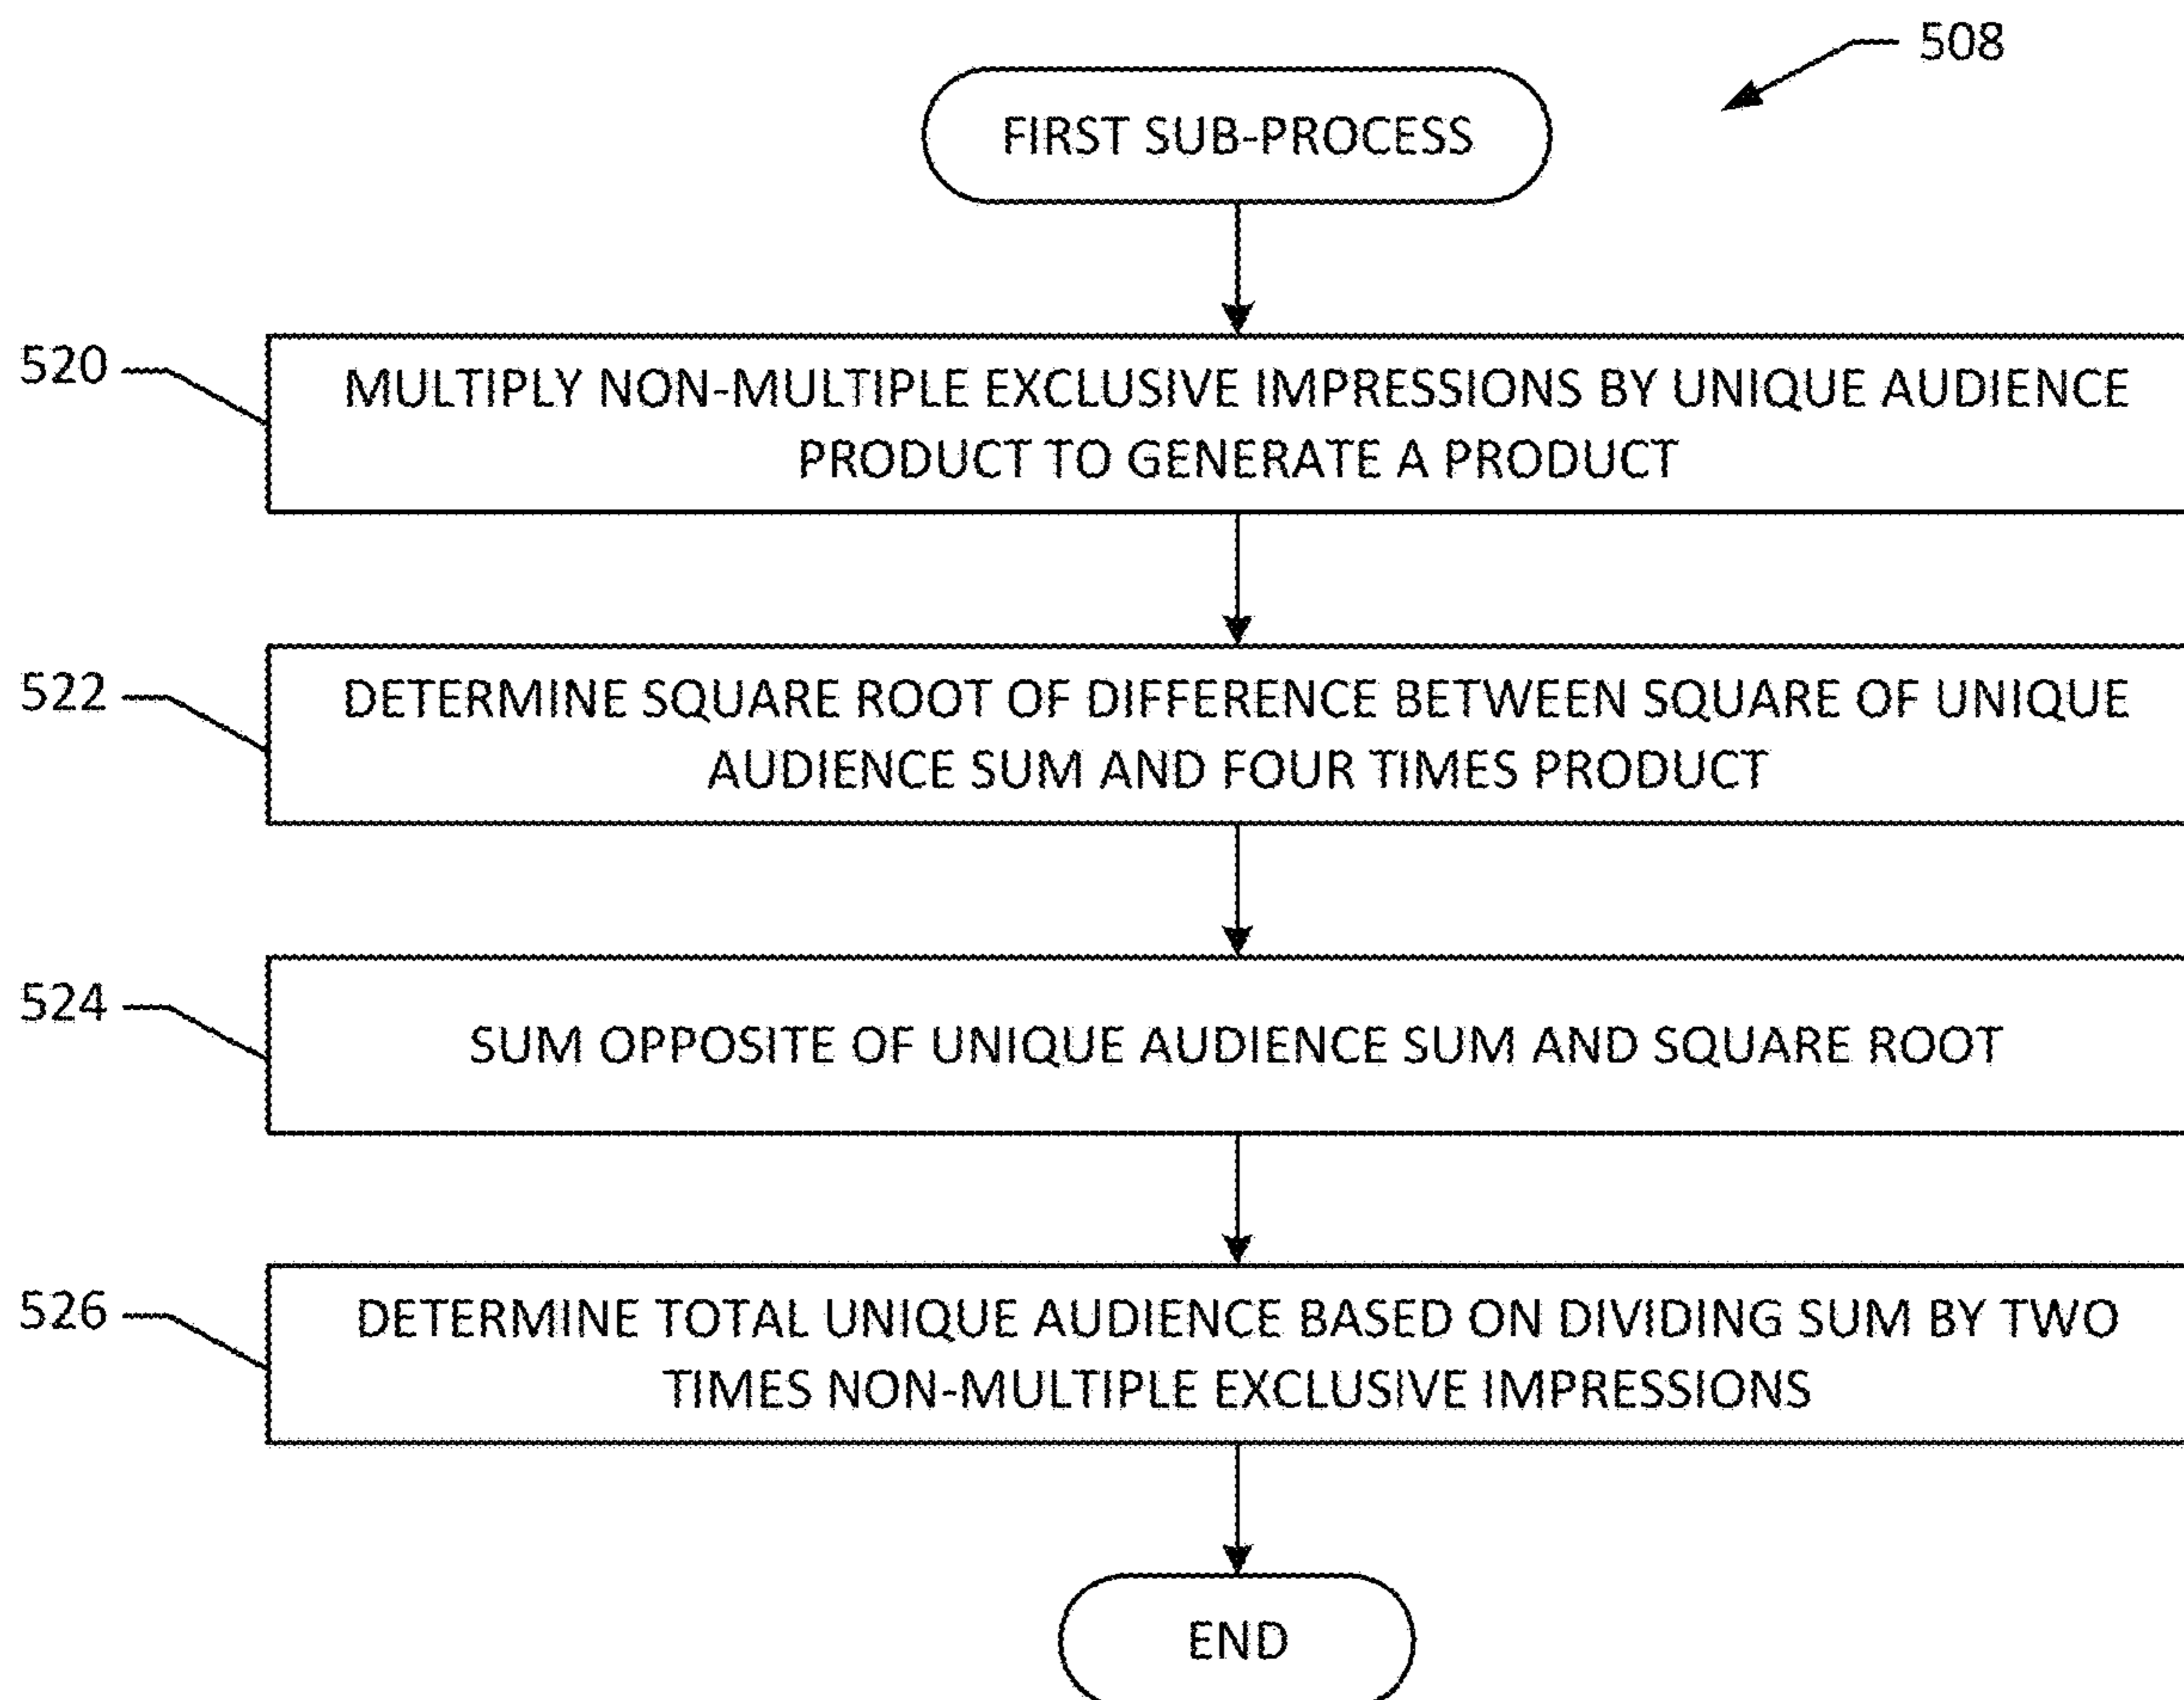 508
FIRST SUB-PROCESS
520
MULTIPLY NON-MULTIPLE EXCLUSIVE IMPRESSIONS BY UNIQUE AUDIENCE
PRODUCT TO GENERATE A PRODUCT
522
DETERMINE SQUARE ROOT OF DIFFERENCE BETWEEN SQUARE OF UNIQUE
AUDIENCE SUM AND FOUR TIMES PRODUCT
524
SUM OPPOSITE OF UNIQUE AUDIENCE SUM AND SQUARE ROOT
526
DETERMINE TOTAL UNIQUE AUDIENCE BASED ON DIVIDING SUM BY TWO
TIMES NON-MULTIPLE EXCLUSIVE IMPRESSIONS
END